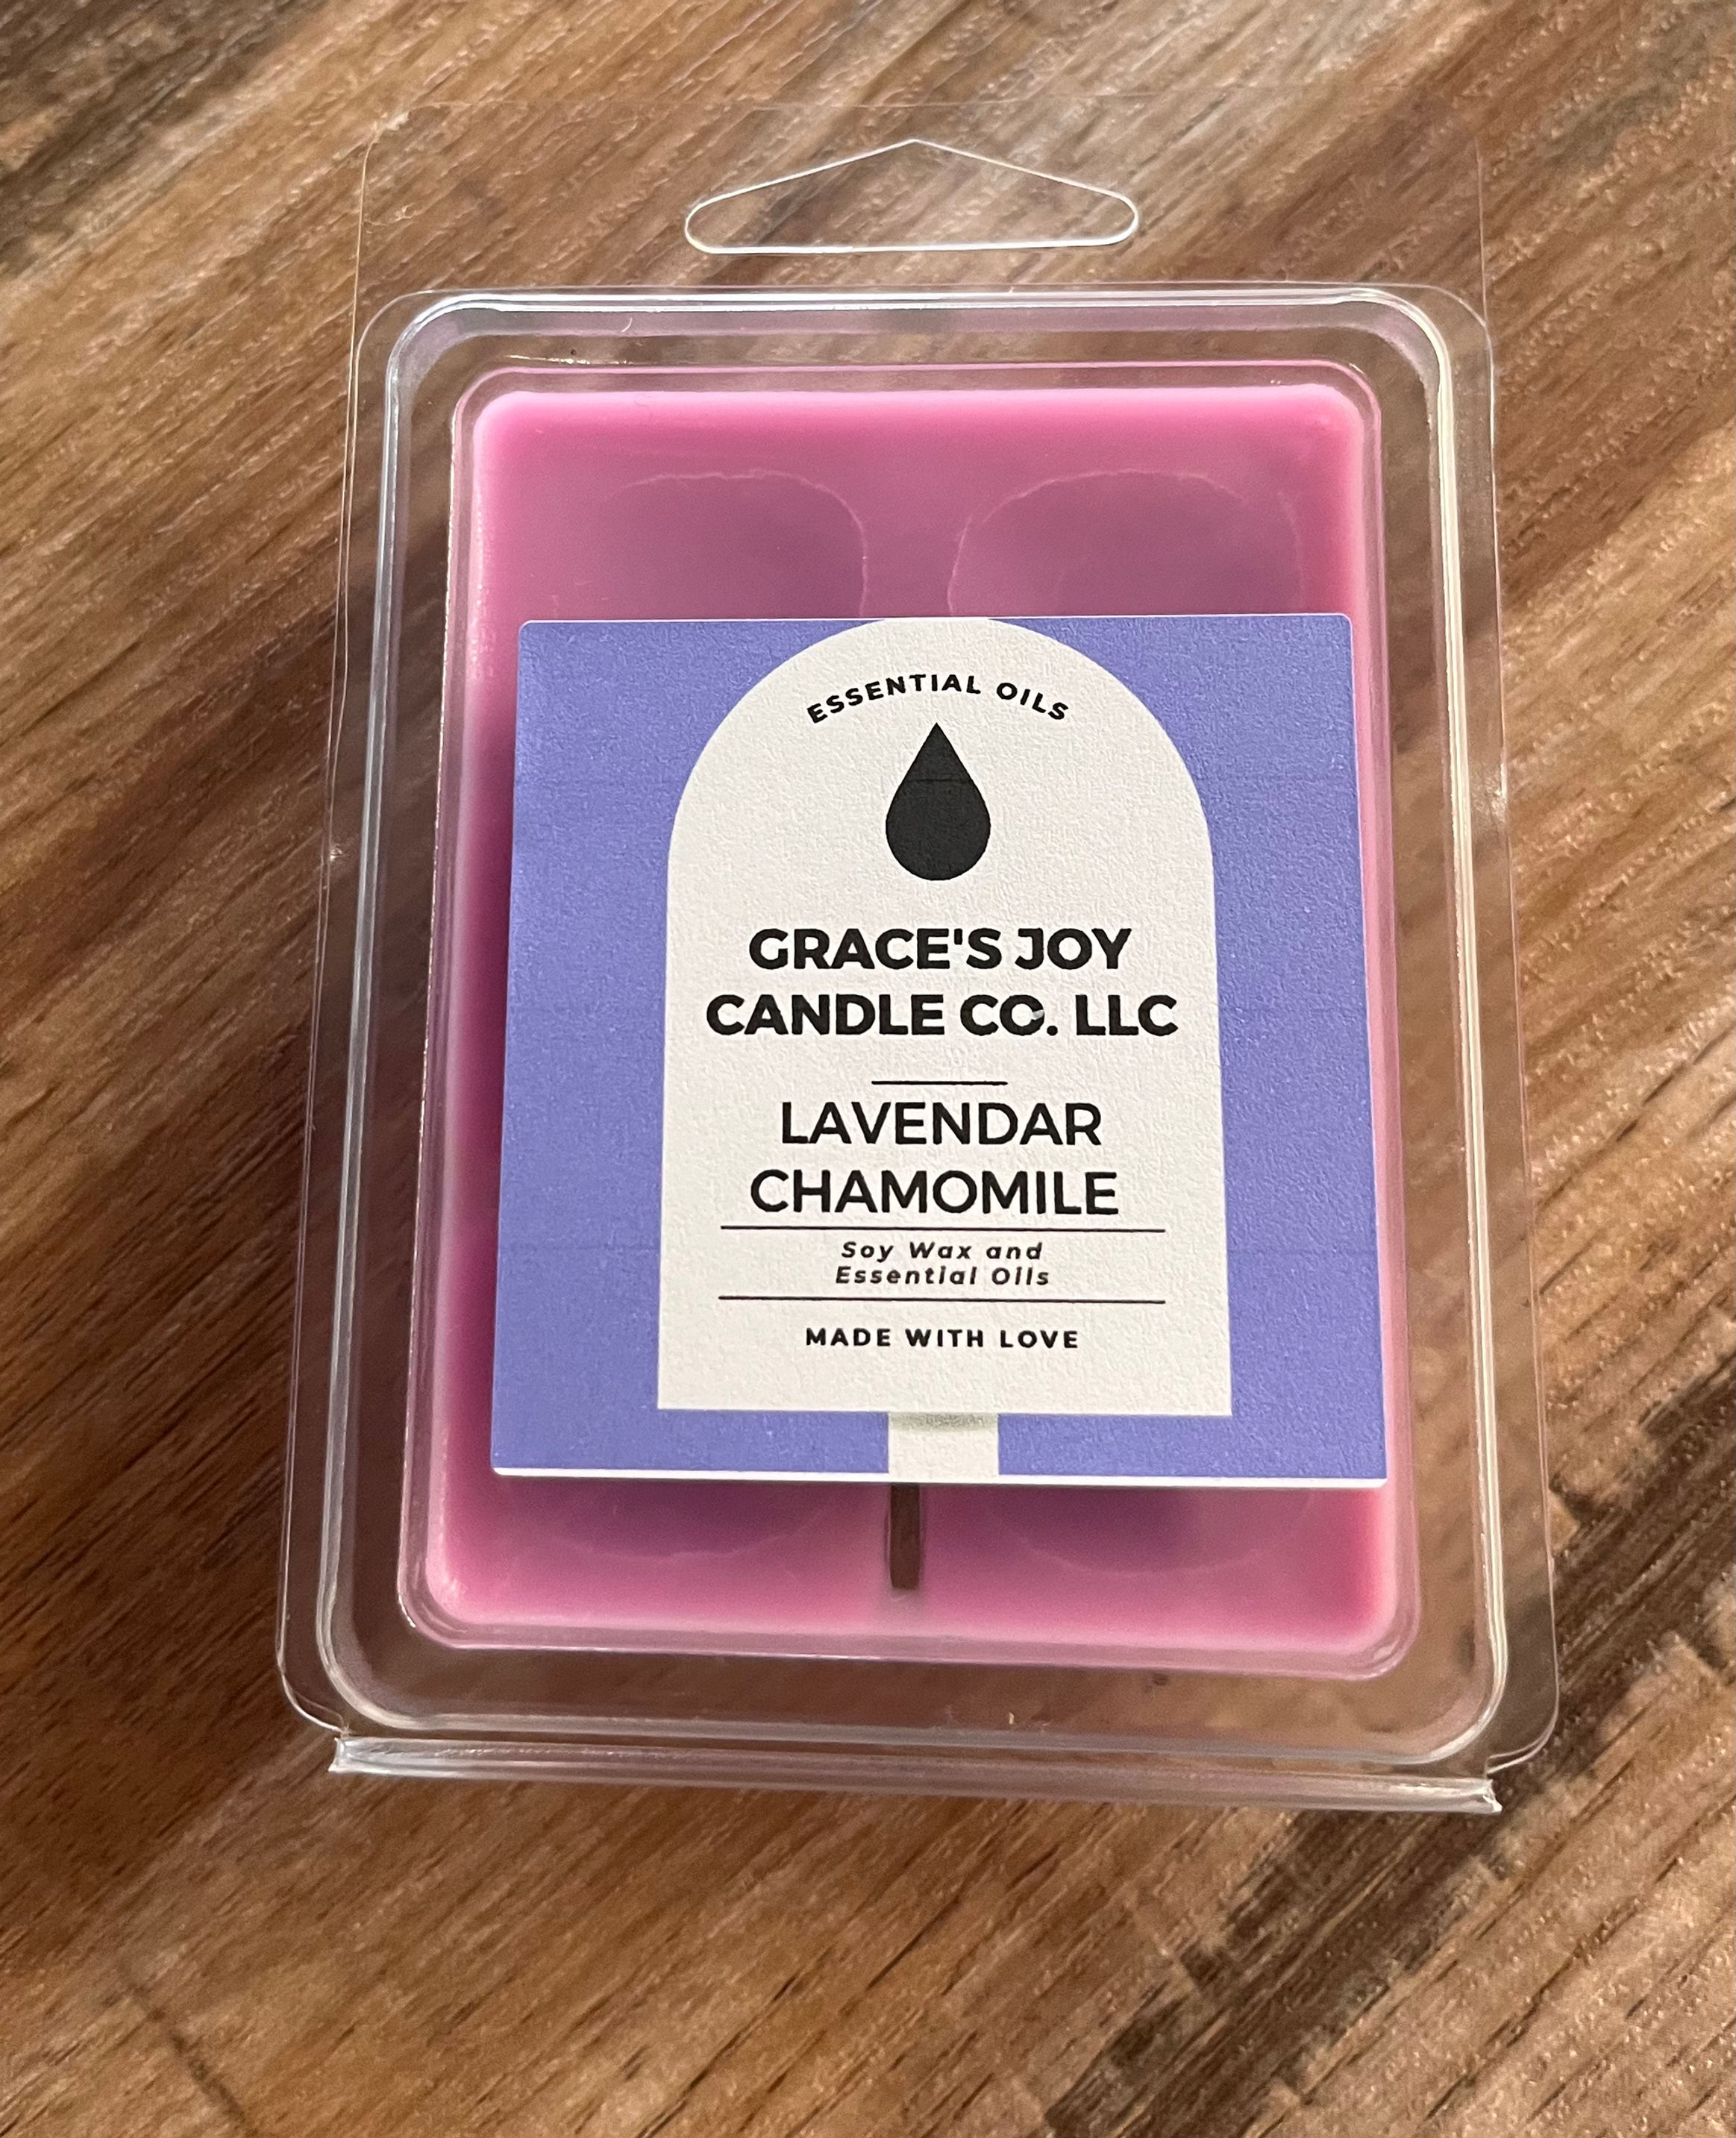 ESSENTIAL OILS
GRACE'S JOY
CANDLE CO. LLC
LAVENDAR
CHAMOMILE
Soy Wax and
Essential Oils
MADE WITH LOVE